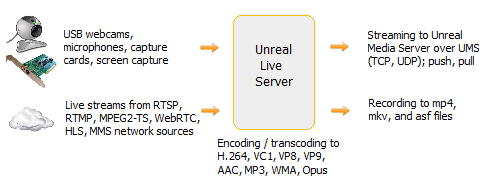 USB webcams,
microphones, capture
cards, screen capture
Live streams from RTSP,
RTMP, MPEG2-TS, WebRTC,
HLS, MMS network sources
Unreal
Live
Server
Encoding / transcoding to
H.264, VC1, VP8, VP9,
AAC, MP3, WMA, Opus
Streaming to Unreal
Media Server over UMS
(TCP, UDP); push, pull
Recording to mp4,
mkv, and asf files